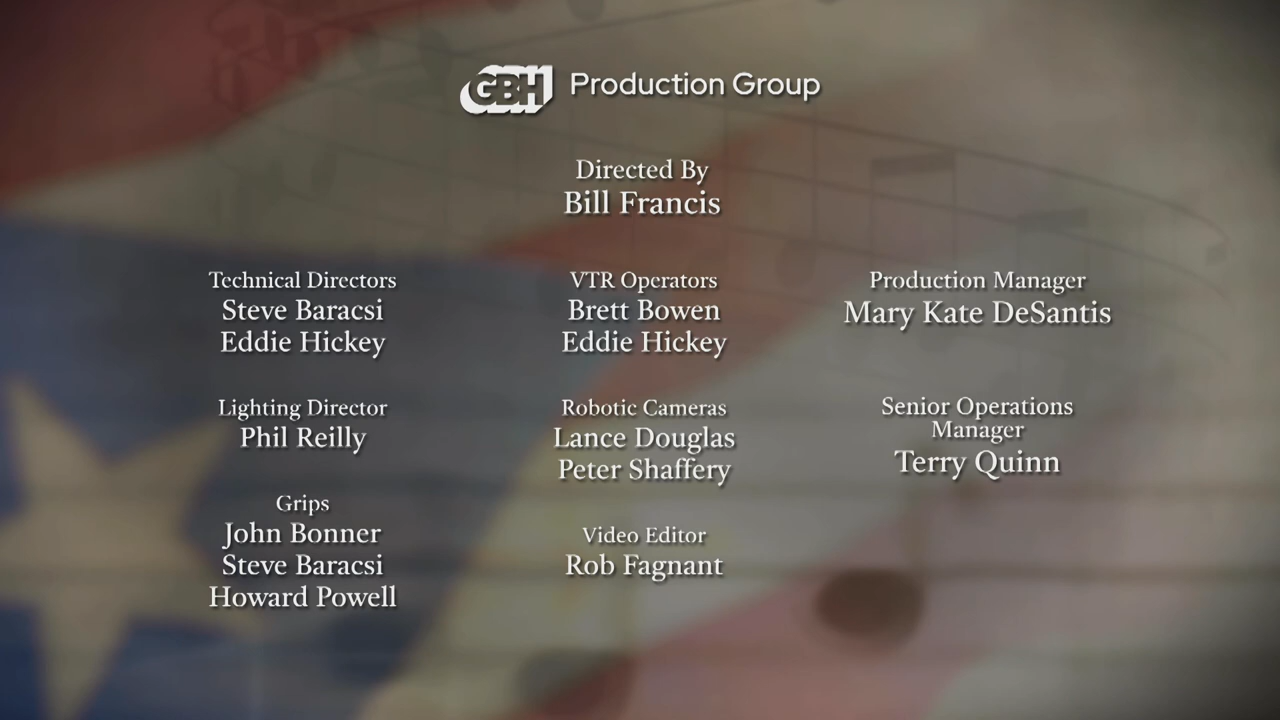 GBH Production Group
Directed By
Bill Francis
Technical Directors
Steve Baracsi
Eddie Hickey
Lighting Director
Phil Reilly
Grips
John Bonner
Steve Baracsi
Howard Powell
VTR Operators
Brett Bowen
Eddie Hickey
Robotic Cameras
Lance Douglas
Peter Shaffery
Video Editor
Rob Fagnant
Production Manager
Mary Kate DeSantis
Senior Operations
Manager
Terry Quinn